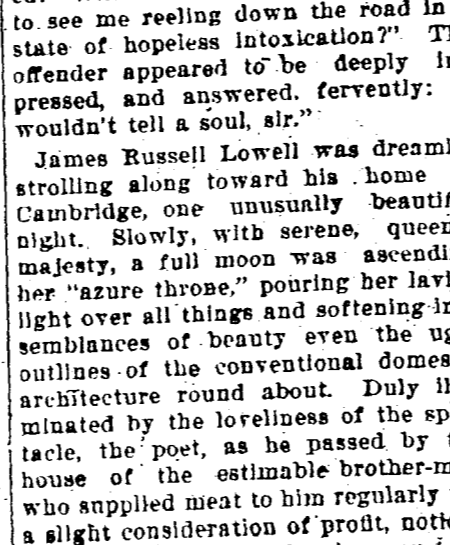 to see me reeling down the road in
state of hopeless intoxication?" T
offender appeared to be deeply i
pressed, and answered. fervently:
wouldn't tell a soul, sir."
James Russell Lowell was dreaml
strolling along toward his home
Cambridge, one unusually beautif
night. Slowly, with serene, queen
majesty, a full moon was ascendi
her "azure throne," pouring her lavi
light over all things and softening in
semblances of beauty even the ug
outlines of the conventional domes
architecture round about. Duly il
minated by the loveliness of the sp
tacle, the poet, as he passed by t
house of the estimable brother-m
who supplied meat to him regularly
a slight consideration of profit, noti